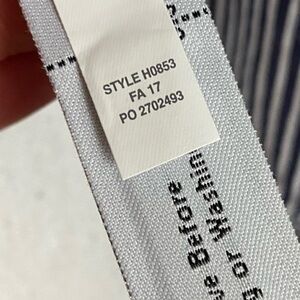 STYLE H0853
FA 17
PO 2702493
Before
or Washin